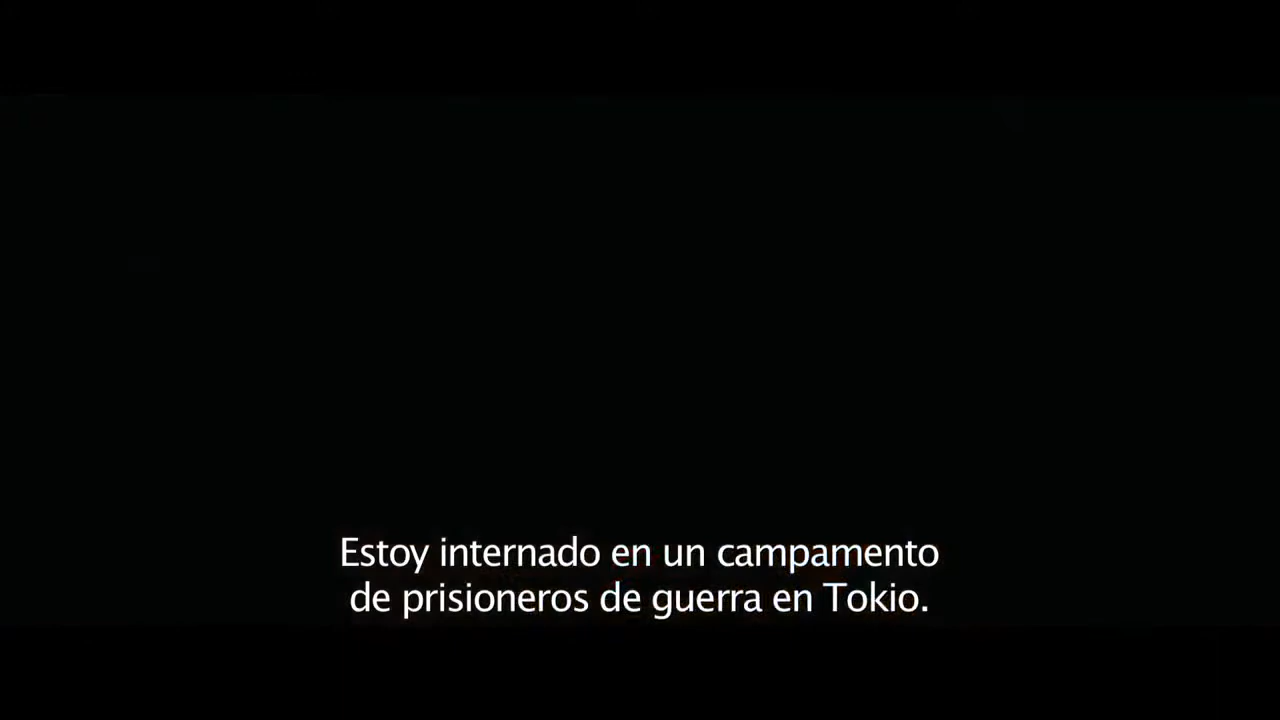 Estoy internado en un campamento
de prisioneros de guerra en Tokio.